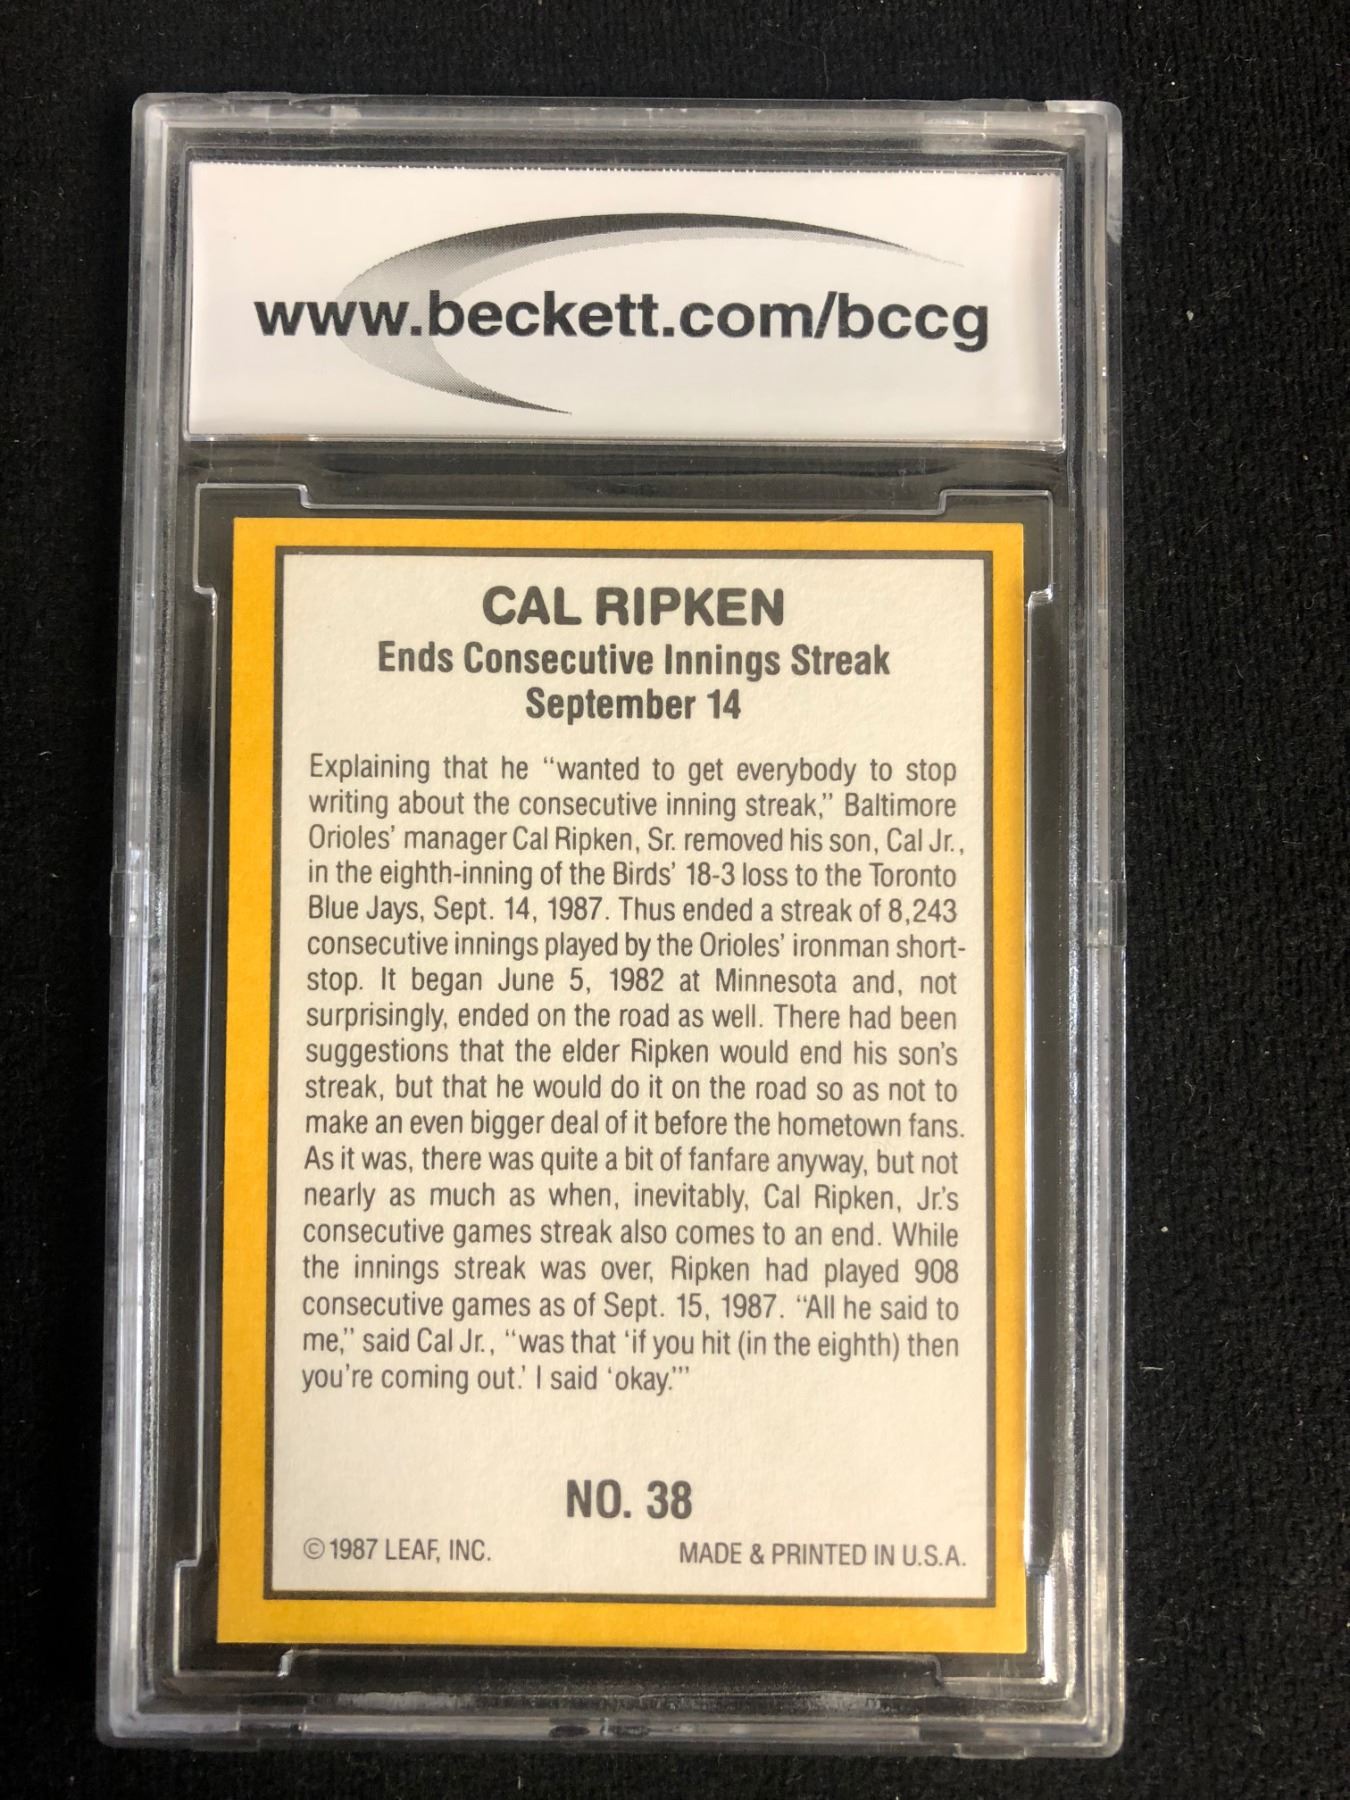 www.beckett.com/bccg
CAL RIPKEN
Ends Consecutive Innings Streak
September 14
Explaining that he “wanted to get everybody to stop
writing about the consecutive inning streak,” Baltimore
Orioles’ manager Cal Ripken, Sr. removed his son, Cal Jr.,
in the eighth-inning of the Birds’ 18-3 loss to the Toronto
Blue Jays, Sept. 14, 1987. Thus ended a streak of 8,243
consecutive innings played by the Orioles’ ironman short-
stop. It began June 5, 1982 at Minnesota and, not
surprisingly, ended on the road as well. There had been
suggestions that the elder Ripken would end his son’s
streak, but that he would do it on the road so as not to
make an even bigger deal of it before the hometown fans.
As it was, there was quite a bit of fanfare anyway, but not
nearly as much as when, inevitably, Cal Ripken, Jr.’s
consecutive games streak also comes to an end. While
the innings streak was over, Ripken had played 908
consecutive games as of Sept. 15, 1987. “All he said to
me,” said Cal Jr., “was that ‘if you hit (in the eighth) then
you’re coming out.’ I said ‘okay.’”
NO. 38
©1987 LEAF, INC. MADE & PRINTED IN U.S.A.